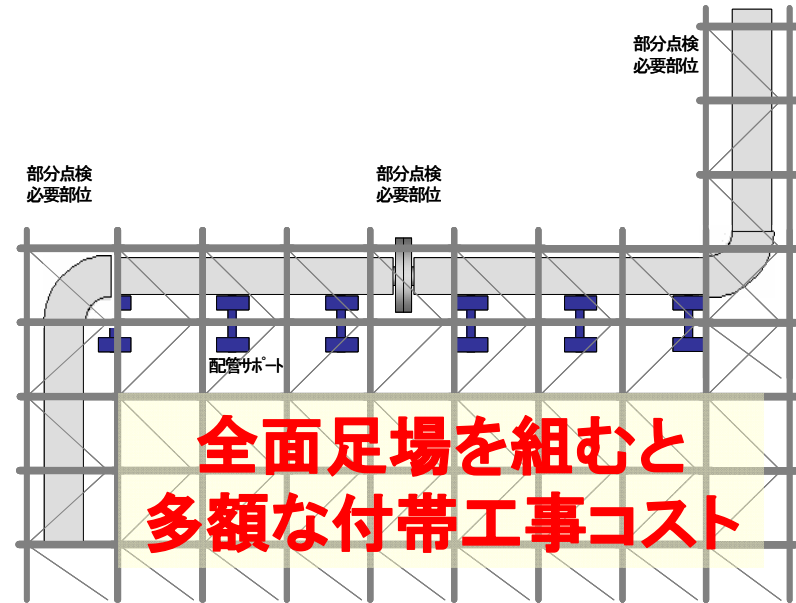 部分点検
必要部位
部分点検
必要部位
部分点検
必要部位
配管ｻﾎﾟｰﾄ
全面足場を組むと
多額な付帯工事コスト